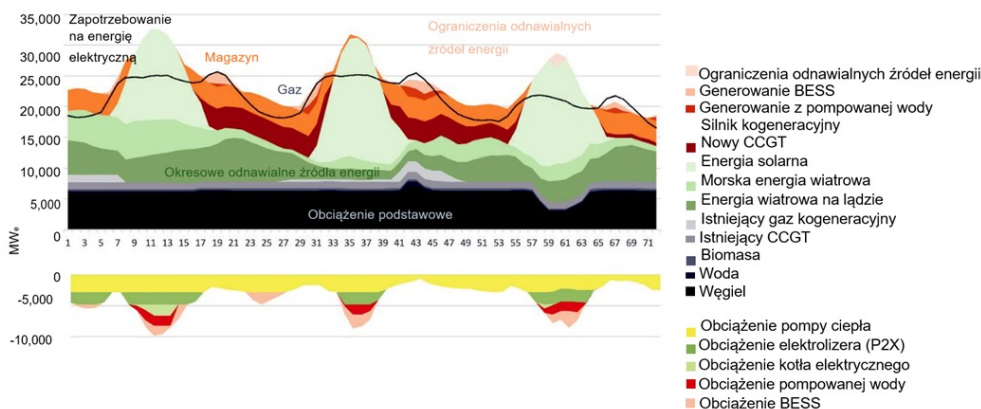 35,000
30,000
25,000
20,000
15,000
10,000
5,000
0
MWₑ
Zapotrzebowanie
na energię
elektryczną
Magazyn
Gaz
Ograniczenia odnawialnych
źródeł energii
Okresowe odnawialne źródła energii
Obciążenie podstawowe
1 3 5 7 9 11 13 15 17 19 21 23 25 27 29 31 33 35 37 39 41 43 45 47 49 51 53 55 57 59 61 63 65 67 69 71
0
-5,000
-10,000
Ograniczenia odnawialnych źródeł energii
Generowanie BESS
Generowanie z pompowanej wody
Silnik kogeneracyjny
Nowy CCGT
Energia solarna
Morska energia wiatrowa
Energia wiatrowa na lądzie
Istniejący gaz kogeneracyjny
Istniejący CCGT
Biomasa
Woda
Węgiel
Obciążenie pompy ciepła
Obciążenie elektrolizera (P2X)
Obciążenie kotła elektrycznego
Obciążenie pompowanej wody
Obciążenie BESS